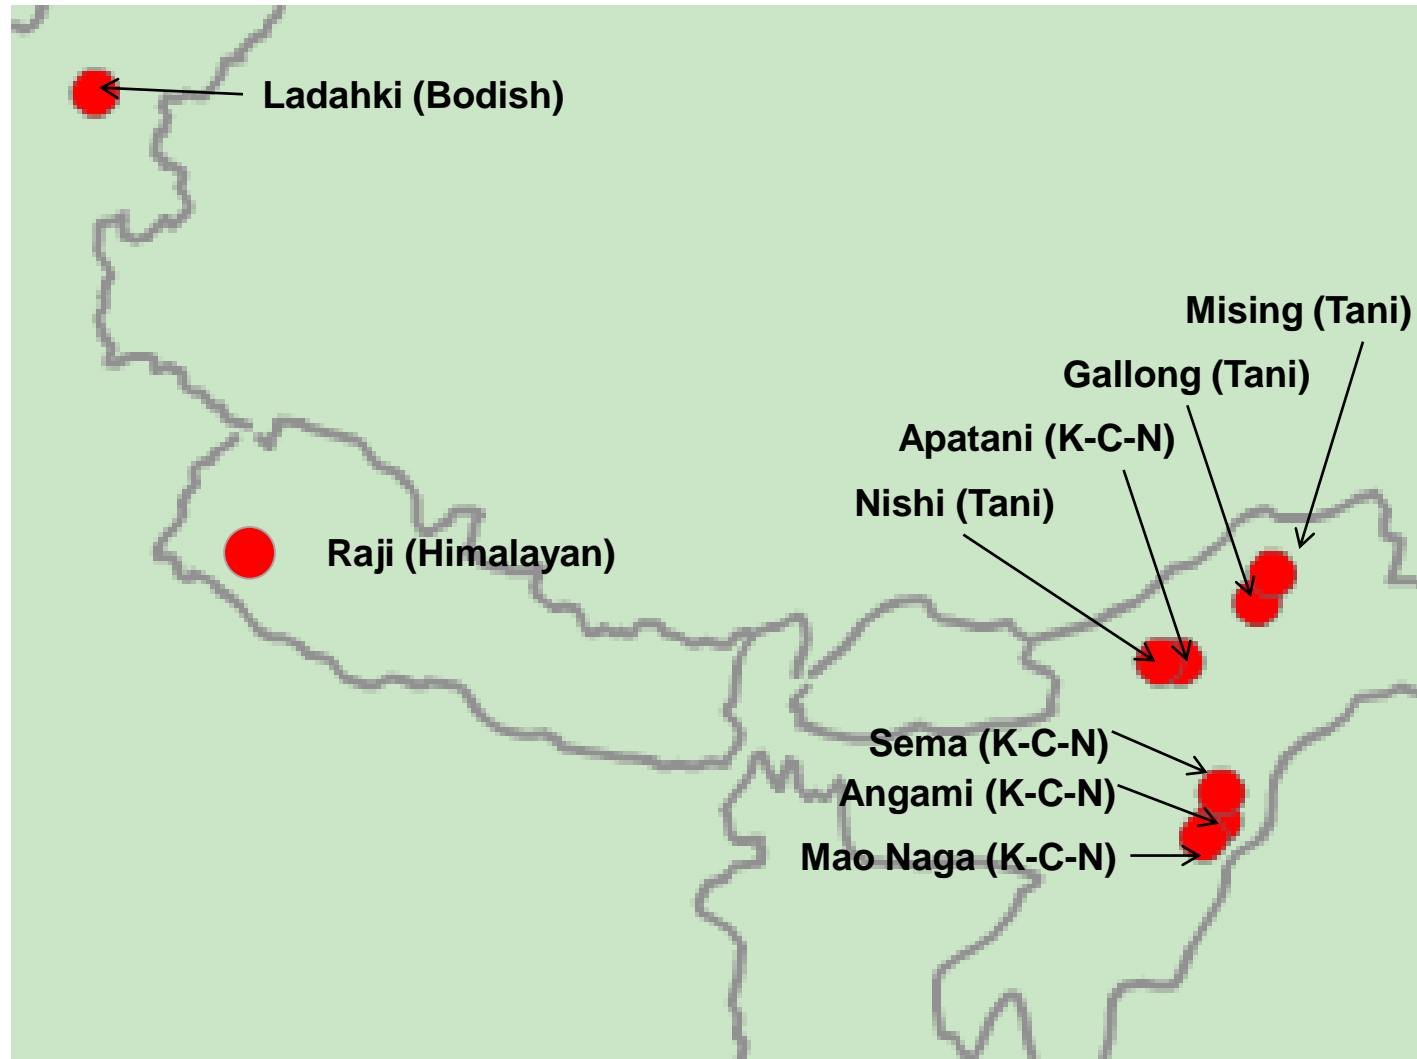 Ladahki (Bodish)
Mising (Tani)
Gallong (Tani)
Apatani (K-C-N)
Nishi (Tani)
Raji (Himalayan)
Sema (K-C-N)
Angami (K-C-N)
Mao Naga (K-C-N)